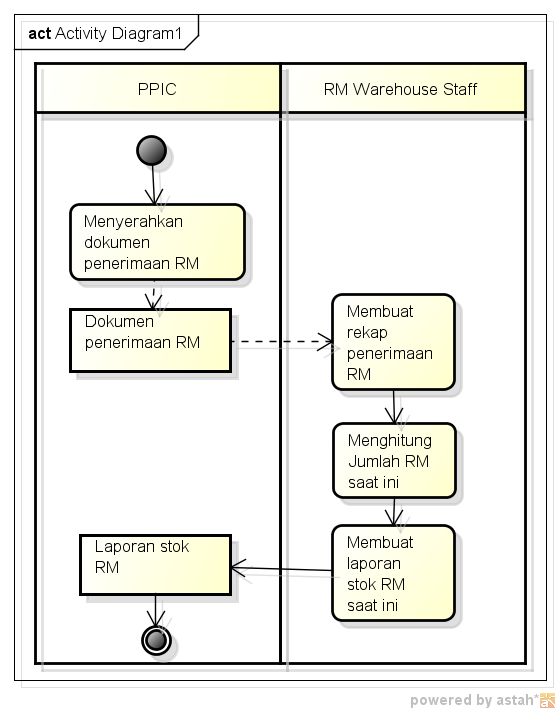 act Activity Diagram1
PPIC
RM Warehouse Staff
Menyerahkan
dokumen
penerimaan RM
Dokumen
penerimaan RM
Membuat
rekap
penerimaan
RM
Menghitung
Jumlah RM
saat ini
Membuat
laporan
stok RM
saat ini
Laporan stok
RM
powered by astah*